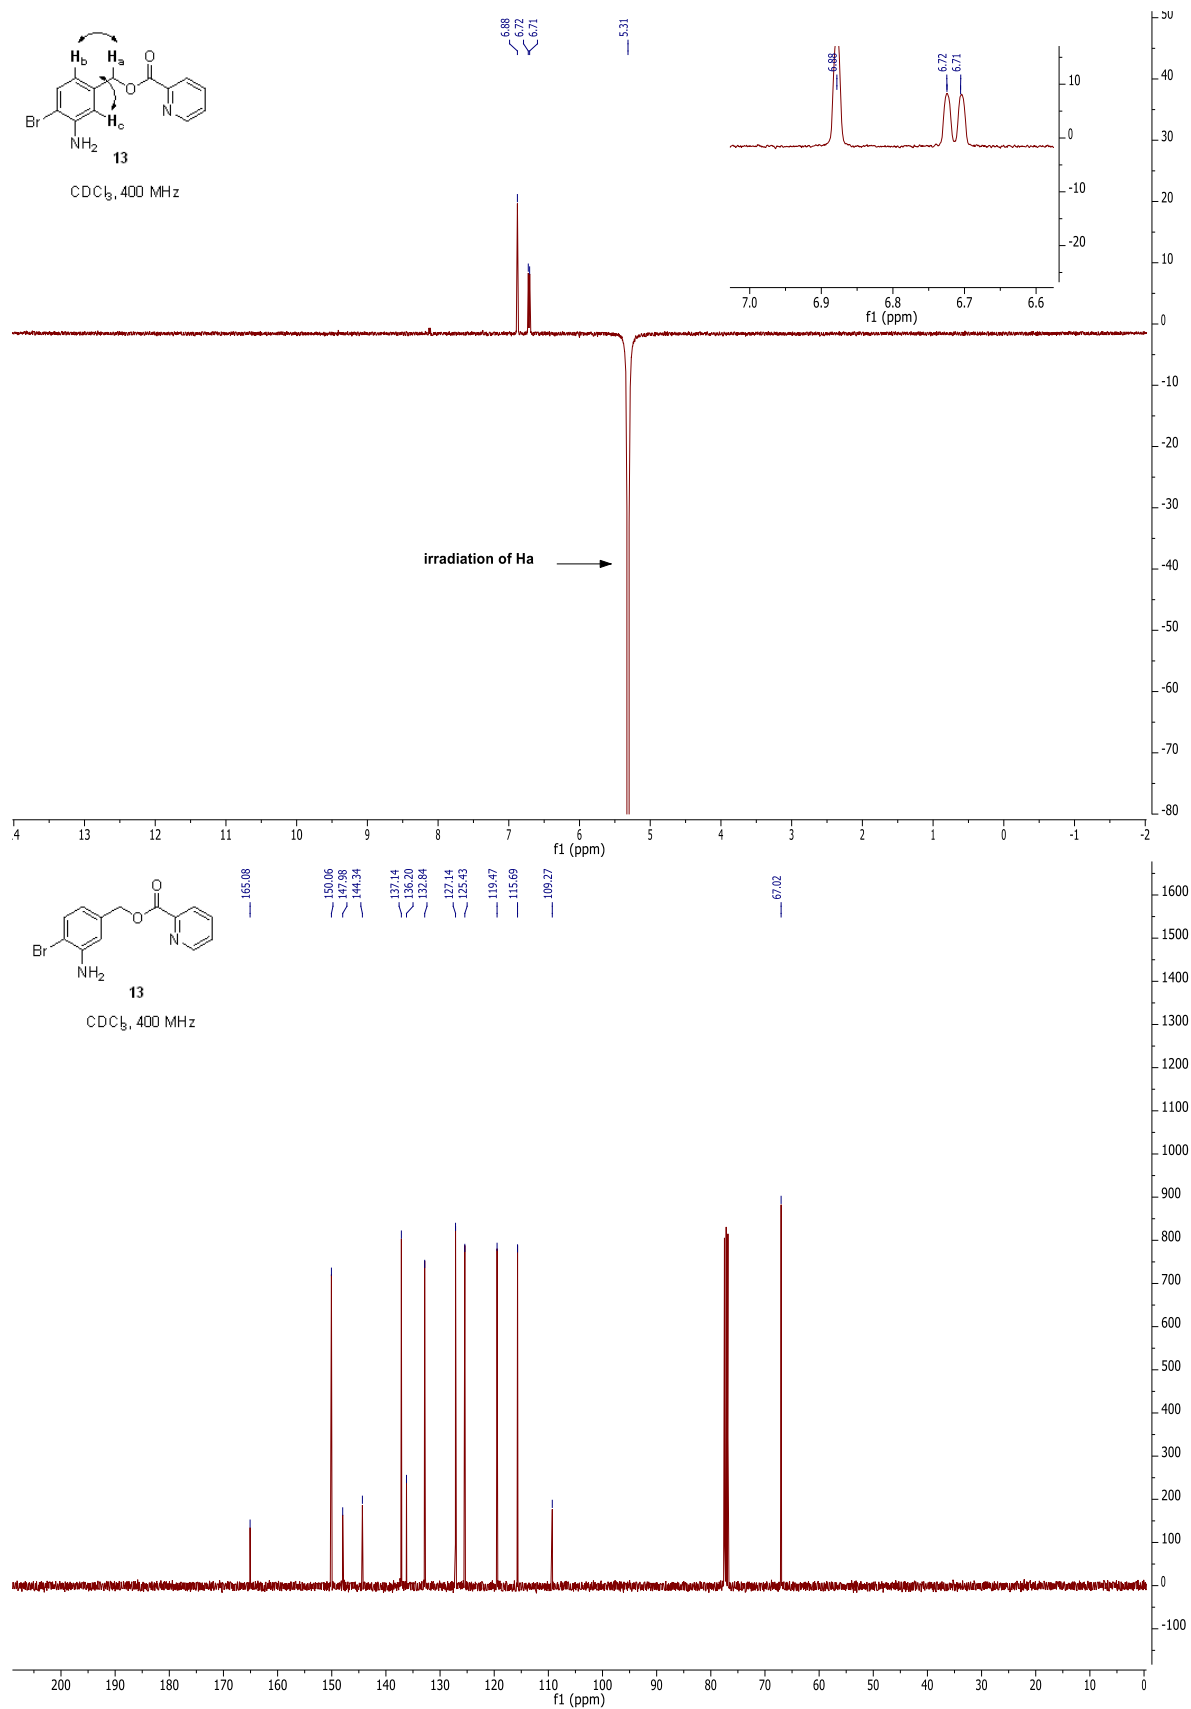 6.88
6.72
6.71
5.31
Hb Ha O
O
N
Br
Hc
NH2
13
CDCl3, 400 MHz
6.88
6.72
6.71
10
0
-10
-20
7.0 6.9 6.8 6.7 6.6
f1 (ppm)
50
40
30
20
10
0
-10
-20
-30
-40
-50
-60
-70
-80
irradiation of Ha
14 13 12 11 10 9 8 7 6 5 4 3 2 1 0 -1 -2
f1 (ppm)
165.08
150.06
147.98
144.34
137.14
136.20
132.84
127.14
125.43
119.47
115.69
109.27
67.02
O
O
N
Br
NH2
13
CDCl3, 400 MHz
1600
1500
1400
1300
1200
1100
1000
900
800
700
600
500
400
300
200
100
0
-100
200 190 180 170 160 150 140 130 120 110 100 90 80 70 60 50 40 30 20 10 0
f1 (ppm)